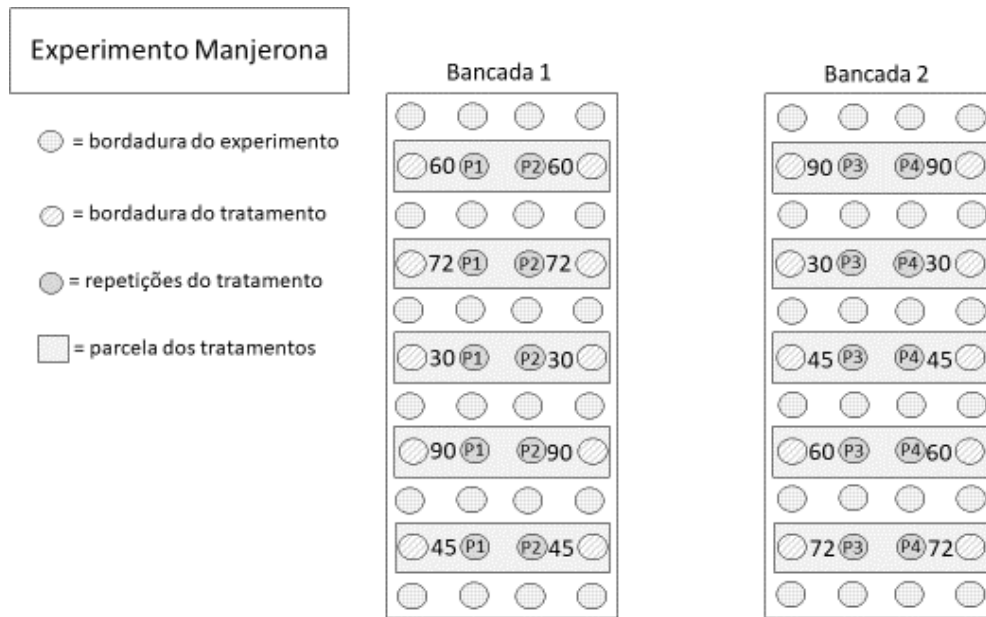 Experimento Manjerona
= bordadura do experimento
= bordadura do tratamento
= repetições do tratamento
= parcela dos tratamentos
Bancada 1
60 P1 P2 60
72 P1 P2 72
30 P1 P2 30
90 P1 P2 90
45 P1 P2 45
Bancada 2
90 P3 P4 90
30 P3 P4 30
45 P3 P4 45
60 P3 P4 60
72 P3 P4 72